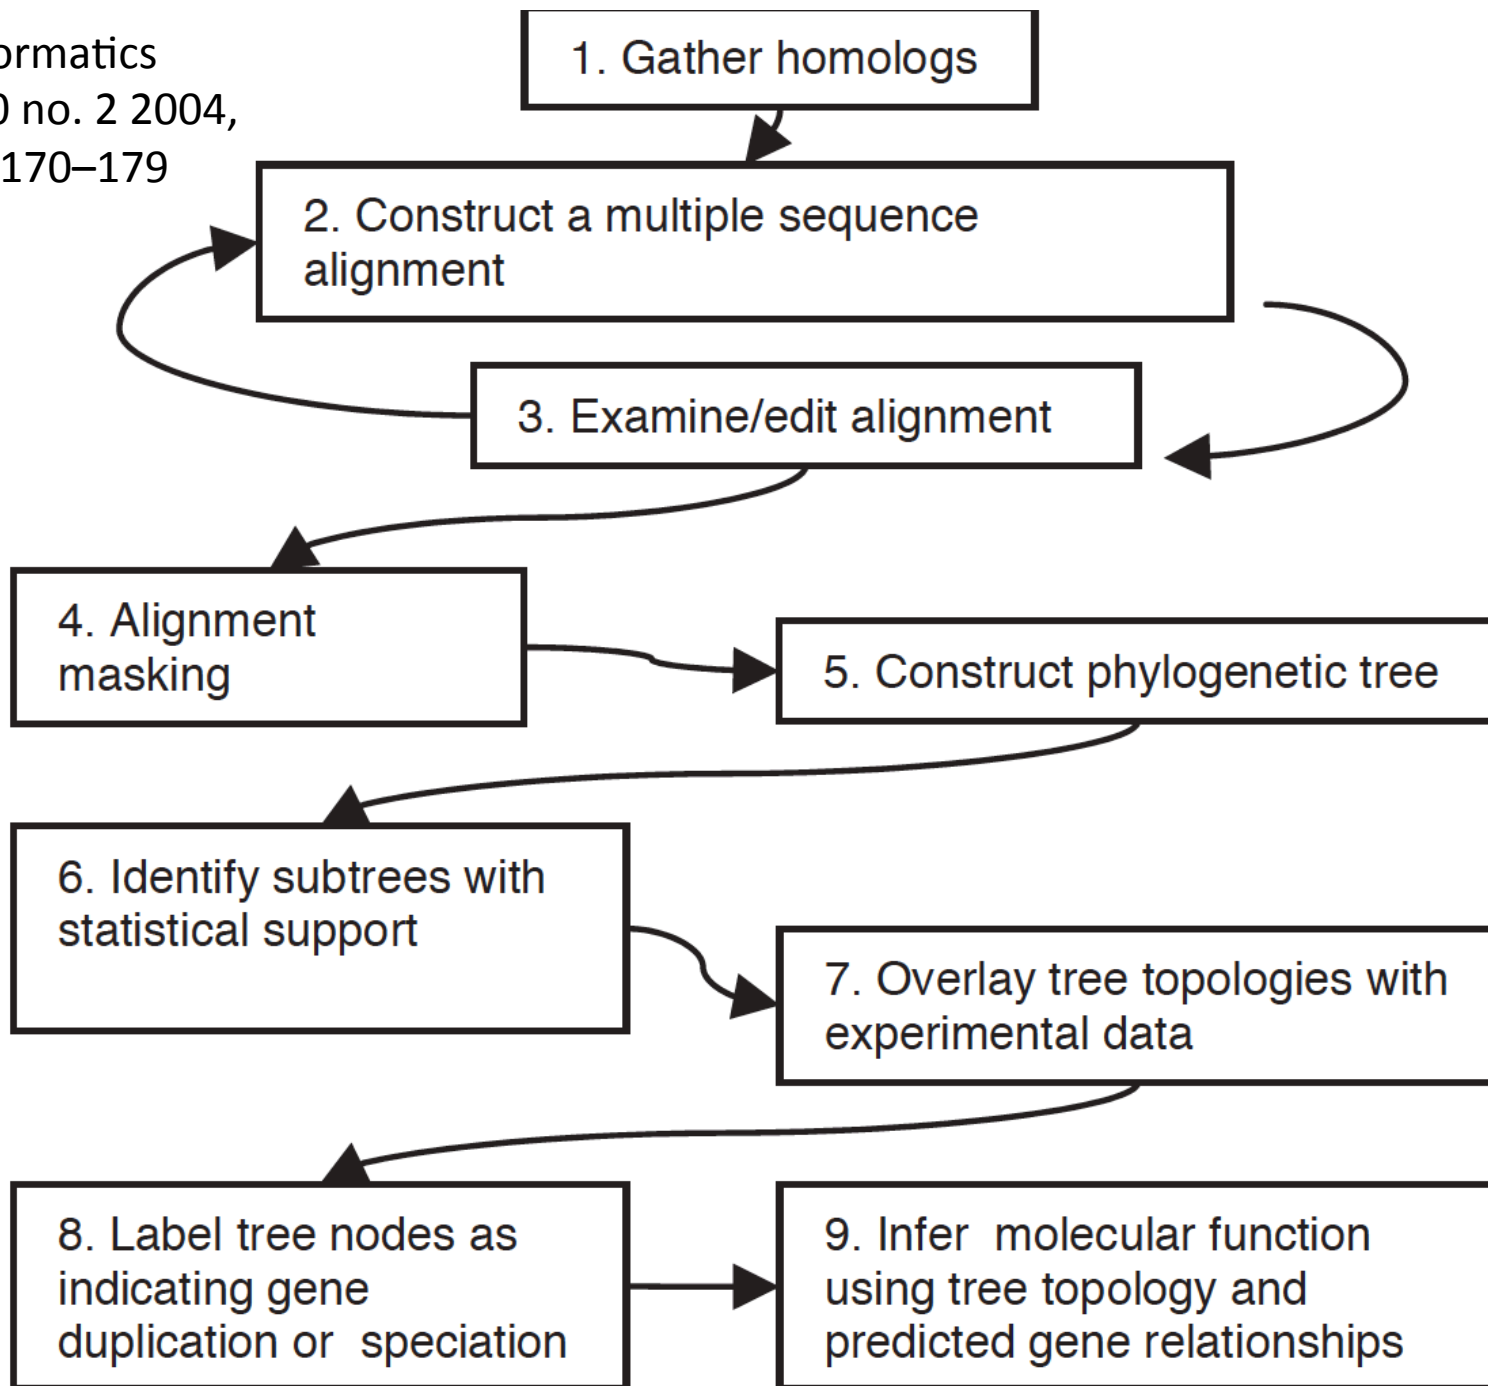 ormatics
0 no. 2 2004,
170–179
1. Gather homologs
2. Construct a multiple sequence
alignment
3. Examine/edit alignment
4. Alignment
masking
5. Construct phylogenetic tree
6. Identify subtrees with
statistical support
7. Overlay tree topologies with
experimental data
8. Label tree nodes as
indicating gene
duplication or speciation
9. Infer molecular function
using tree topology and
predicted gene relationships